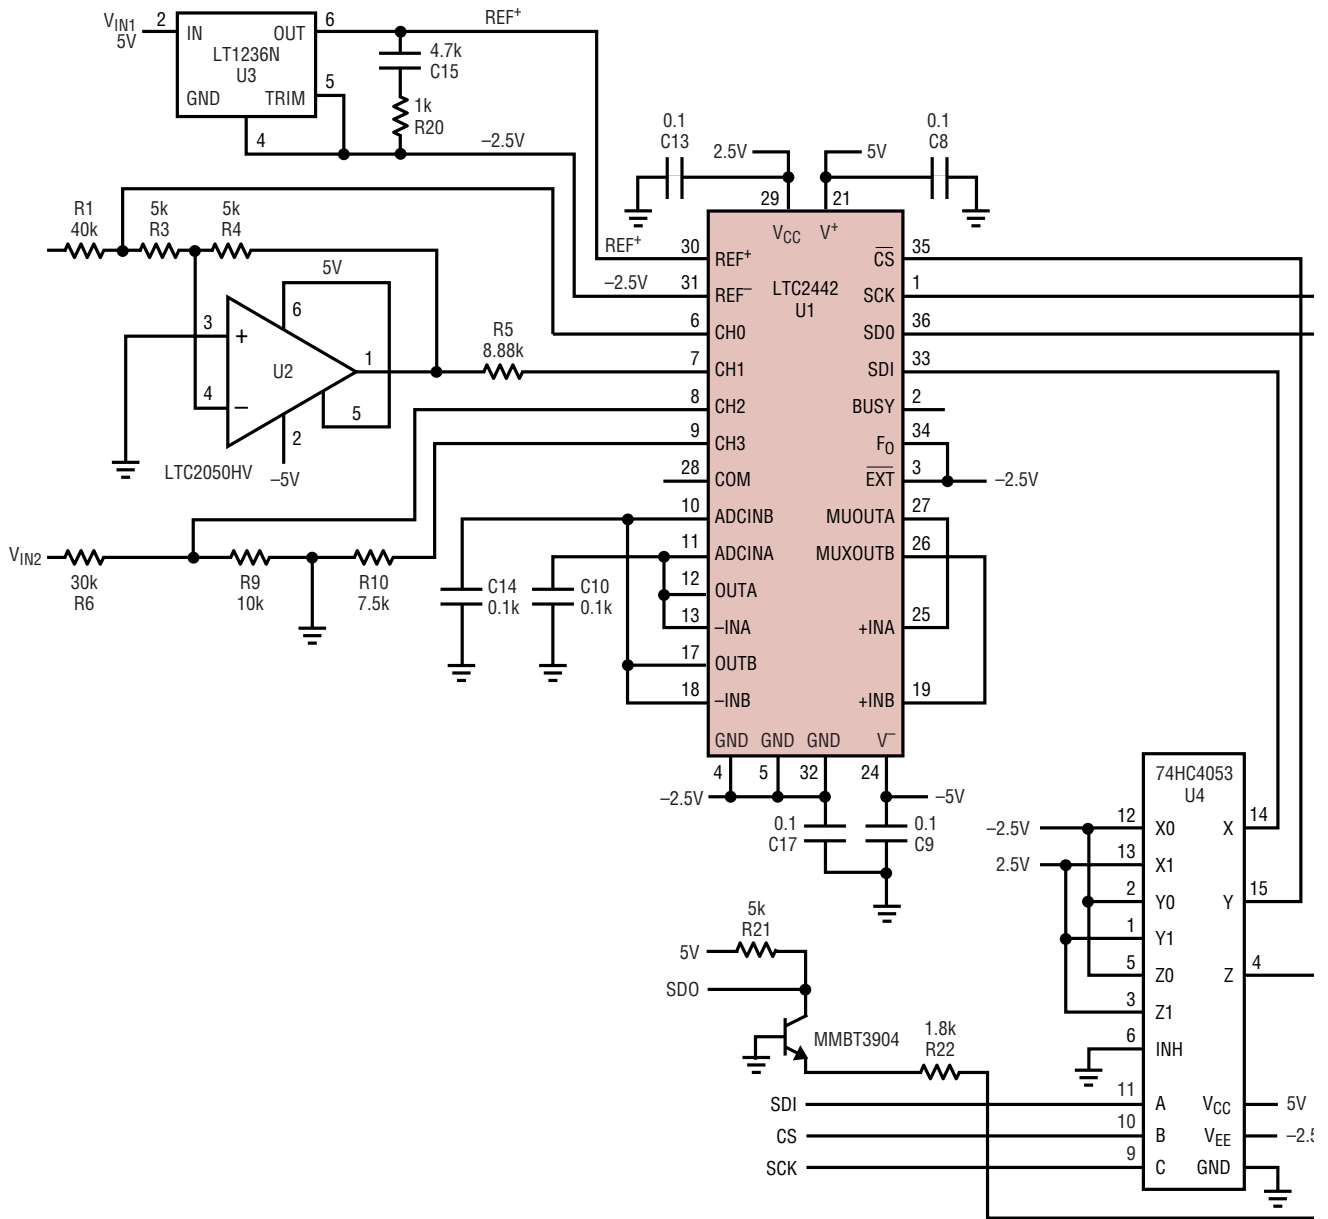 V_IN1
5V
2
IN
OUT
6
REF+
LT1236N
U3
GND
TRIM
5
4
4.7k
C15
1k
R20
–2.5V
0.1
C13
2.5V
5V
0.1
C8
29
21
V_CC
V+
R1
40k
5k
R3
5k
R4
REF+
30
REF+
CS
35
–2.5V
31
REF–
LTC2442
U1
SCK
1
6
CH0
SD0
36
5V
6
3
+
U2
1
R5
8.88k
7
CH1
SDI
33
4
–
5
8
CH2
BUSY
2
2
9
CH3
F_O
34
LTC2050HV
–5V
28
COM
EXT
3
–2.5V
10
ADCINB
MUOUTA
27
11
ADCINA
MUXOUTB
26
V_IN2
30k
R6
R9
10k
R10
7.5k
C14
0.1k
C10
0.1k
12
OUTA
13
–INA
+INA
25
17
OUTB
18
–INB
+INB
19
GND
GND
GND
V–
4
5
32
24
–2.5V
–5V
0.1
C17
0.1
C9
74HC4053
U4
–2.5V
12
X0
X
14
2.5V
13
X1
2
Y0
Y
15
1
Y1
5
Z0
Z
4
3
Z1
6
INH
5k
R21
5V
SDO
MMBT3904
1.8k
R22
SDI
11
A
V_CC
5V
CS
10
B
V_EE
–2.5
SCK
9
C
GND